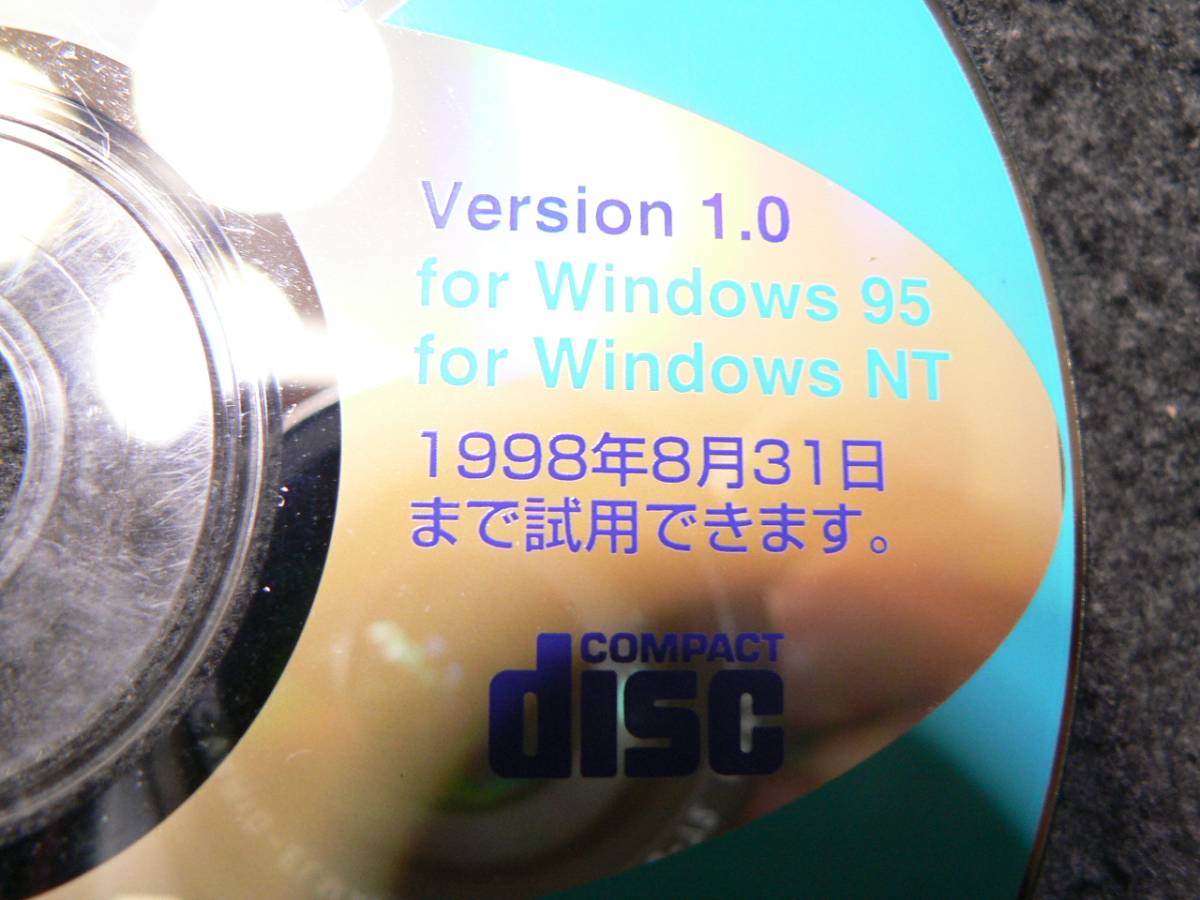 Version 1.0
for Windows 95
for Windows NT
1998年8月31日
まで試用できます。
COMPACT
disc